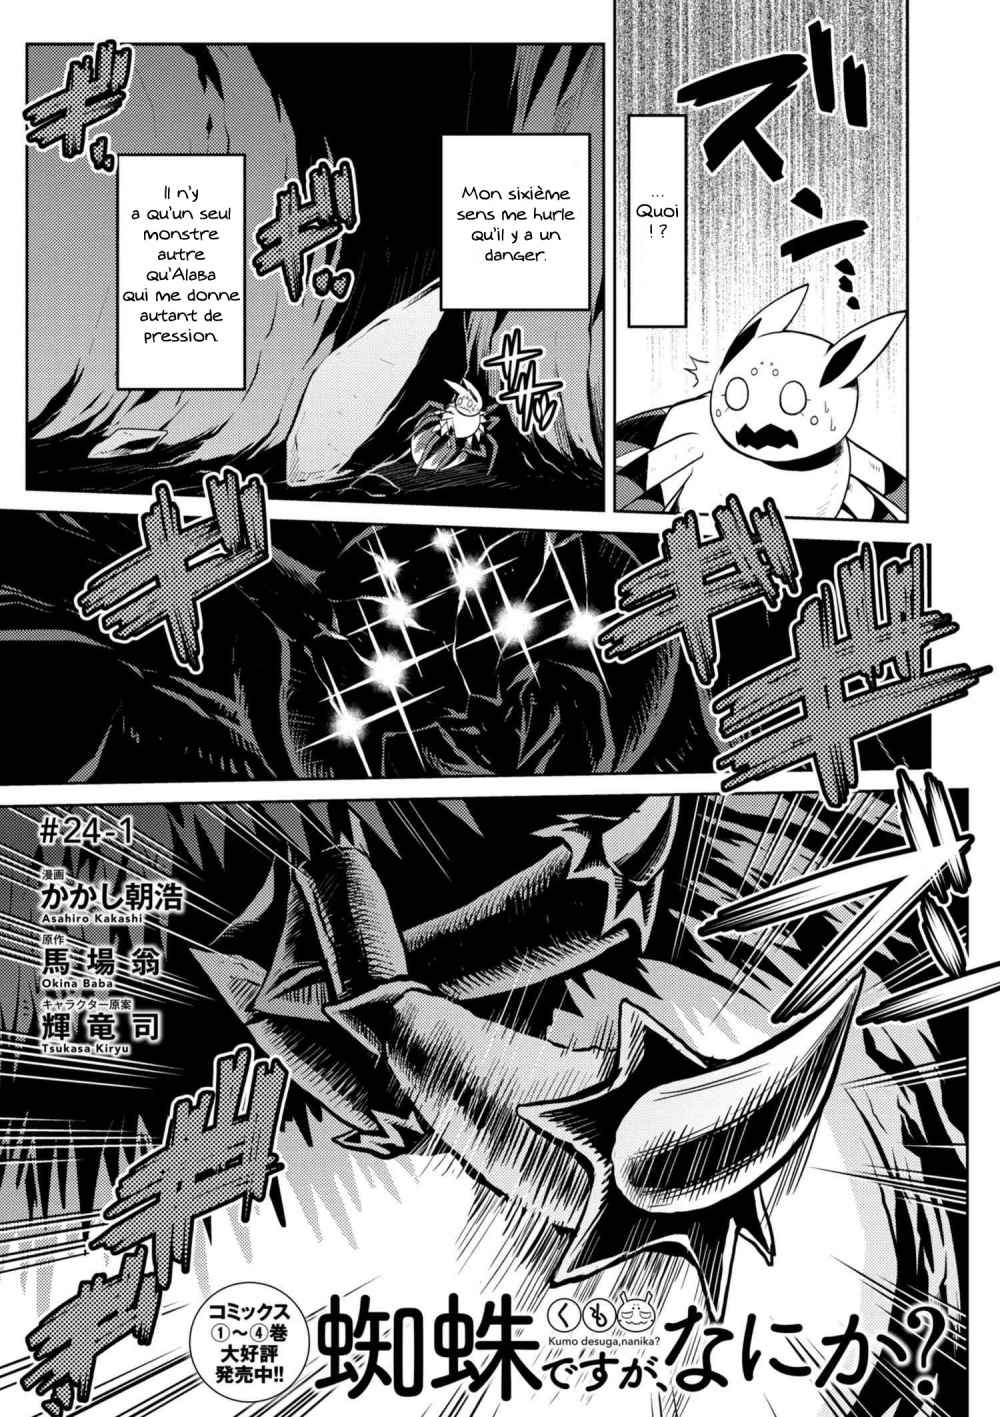 ...
Quoi
! ?
ズン
Mon sixième
sens me hurle
qu'il y a un
danger.
Il n'y
a qu'un seul
monstre
autre
qu'Alaba
qui me donne
autant de
pression.
ギギギギ
#24-1
漫画
かかし朝浩
Asahiro Kakashi
原作
馬場翁
Okina Baba
キャラクター原案
輝竜司
Tsukasa Kiryu
コミックス
①～④巻
大好評
発売中!!
くも
Kumo desuga,nanika?
蜘蛛ですが、なにか?